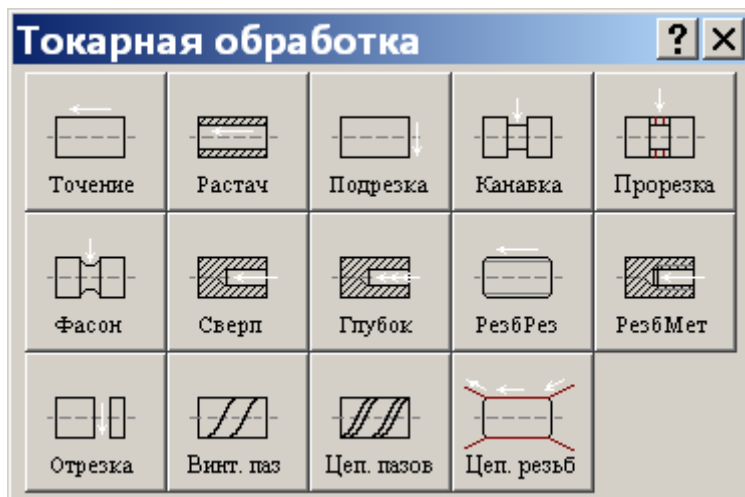 Токарная обработка
Точение Растач Подрезка Канавка Прорезка
Фасон Сверл Глубок РезбРез РезбМет
Отрезка Винт. паз Цеп. пазов Цеп. резьб